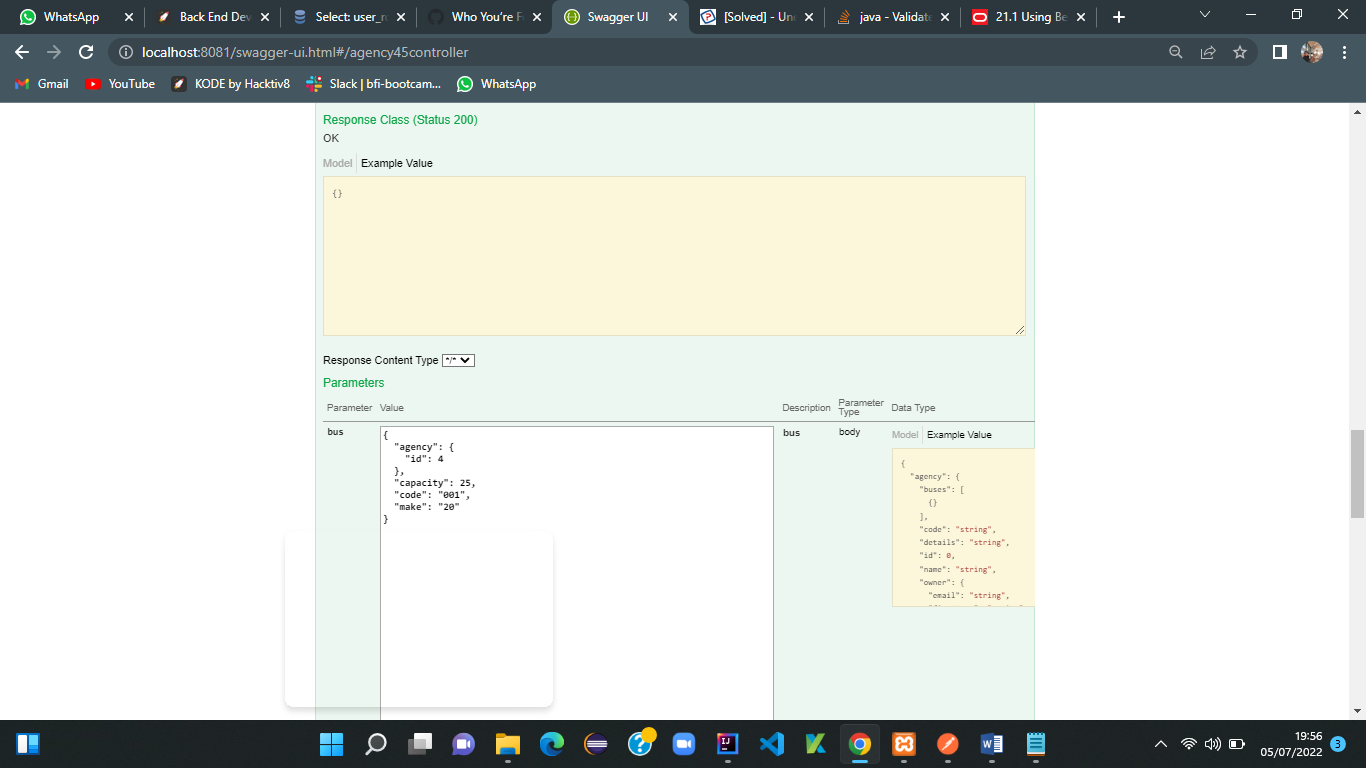 WhatsApp
Back End Dev
Select: user_ro
Who You're F
Swagger UI
[Solved] - Un
java - Validate
21.1 Using Be
localhost:8081/swagger-ui.html#/agency45controller
Gmail
YouTube
KODE by Hacktiv8
Slack | bfi-bootcam...
WhatsApp
Response Class (Status 200)
OK
Model Example Value
{}
Response Content Type */*
Parameters
Parameter Value Description Parameter Type Data Type
bus
{
"agency": {
"id": 4
},
"capacity": 25,
"code": "001",
"make": "20"
}
bus
body
Model Example Value
{
"agency": {
"buses": [
{}
],
"code": "string",
"details": "string",
"id": 0,
"name": "string",
"owner": {
"email": "string",
19:56
05/07/2022
3